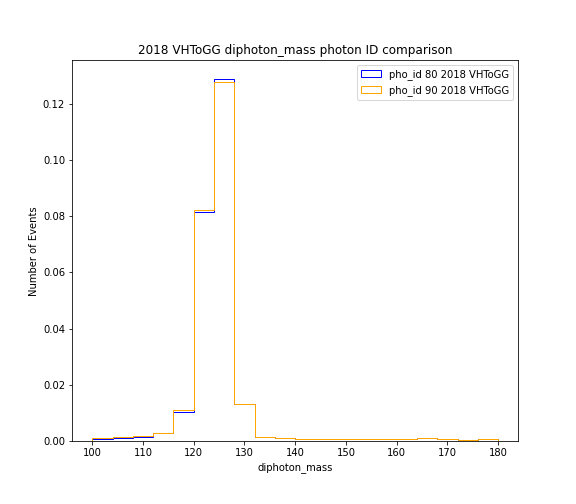 2018 VHToGG diphoton_mass photon ID comparison
pho_id 80 2018 VHToGG
pho_id 90 2018 VHToGG
Number of Events
0.12
0.10
0.08
0.06
0.04
0.02
0.00
100 110 120 130 140 150 160 170 180
diphoton_mass